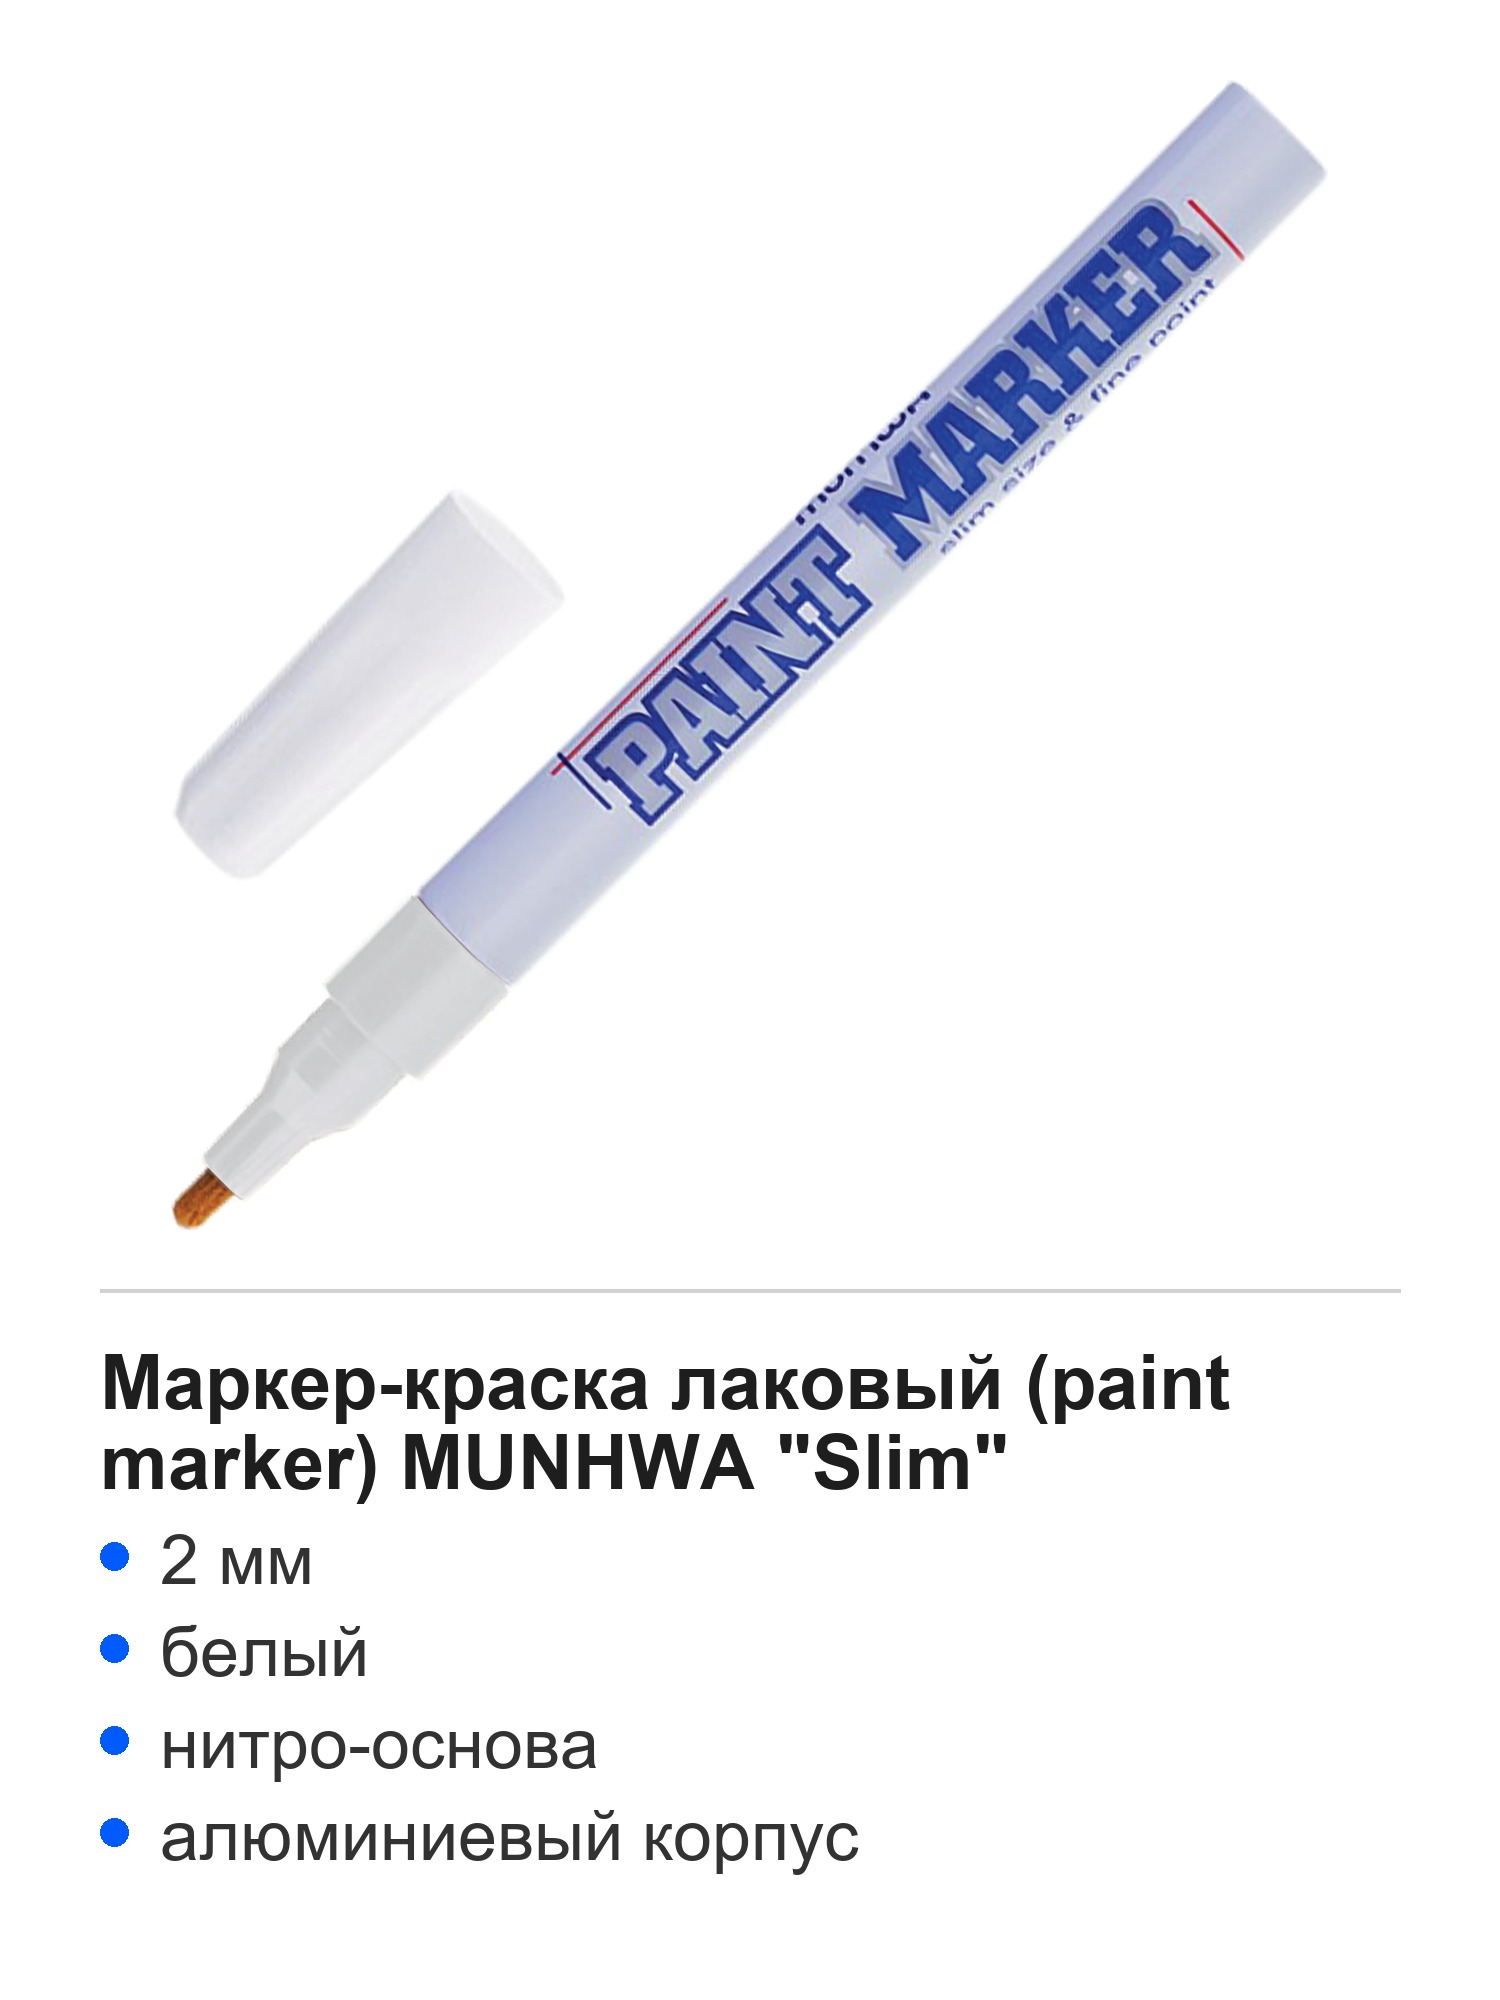 munhwa
PAINT MARKER
slim size & fine point
Маркер-краска лаковый (paint
marker) MUNHWA "Slim"
2 мм
белый
нитро-основа
алюминиевый корпус